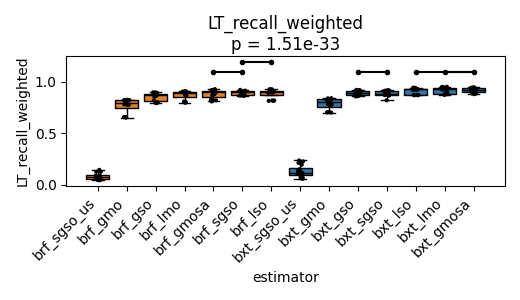 LT_recall_weighted
p = 1.51e-33
LT_recall_weighted
1.0
0.5
0.0
brf_sgso_us
brf_gmo
brf_gso
brf_lmo
brf_gmosa
brf_sgso
brf_lso
bxt_sgso_us
bxt_gmo
bxt_gso
bxt_sgso
bxt_lso
bxt_lmo
bxt_gmosa
estimator